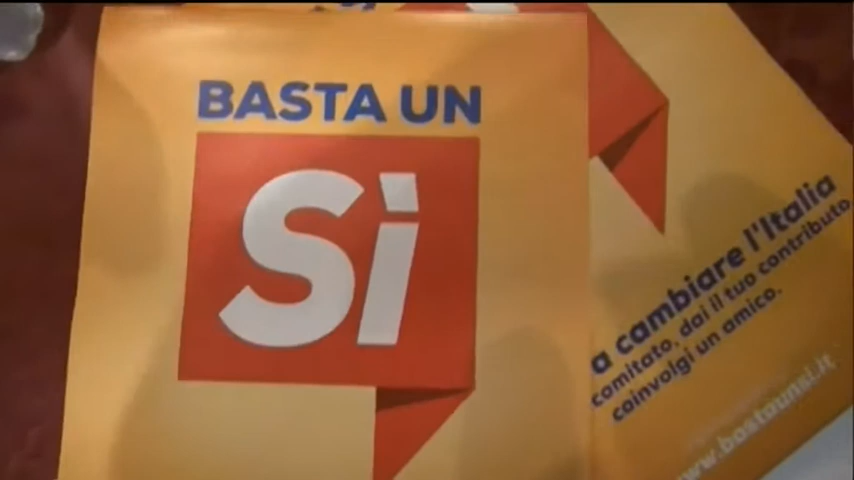 BASTA UN
Sì
a cambiare l'Italia
comitato, dai il tuo contributo
coinvolgi un amico.
www.bastaunsi.it